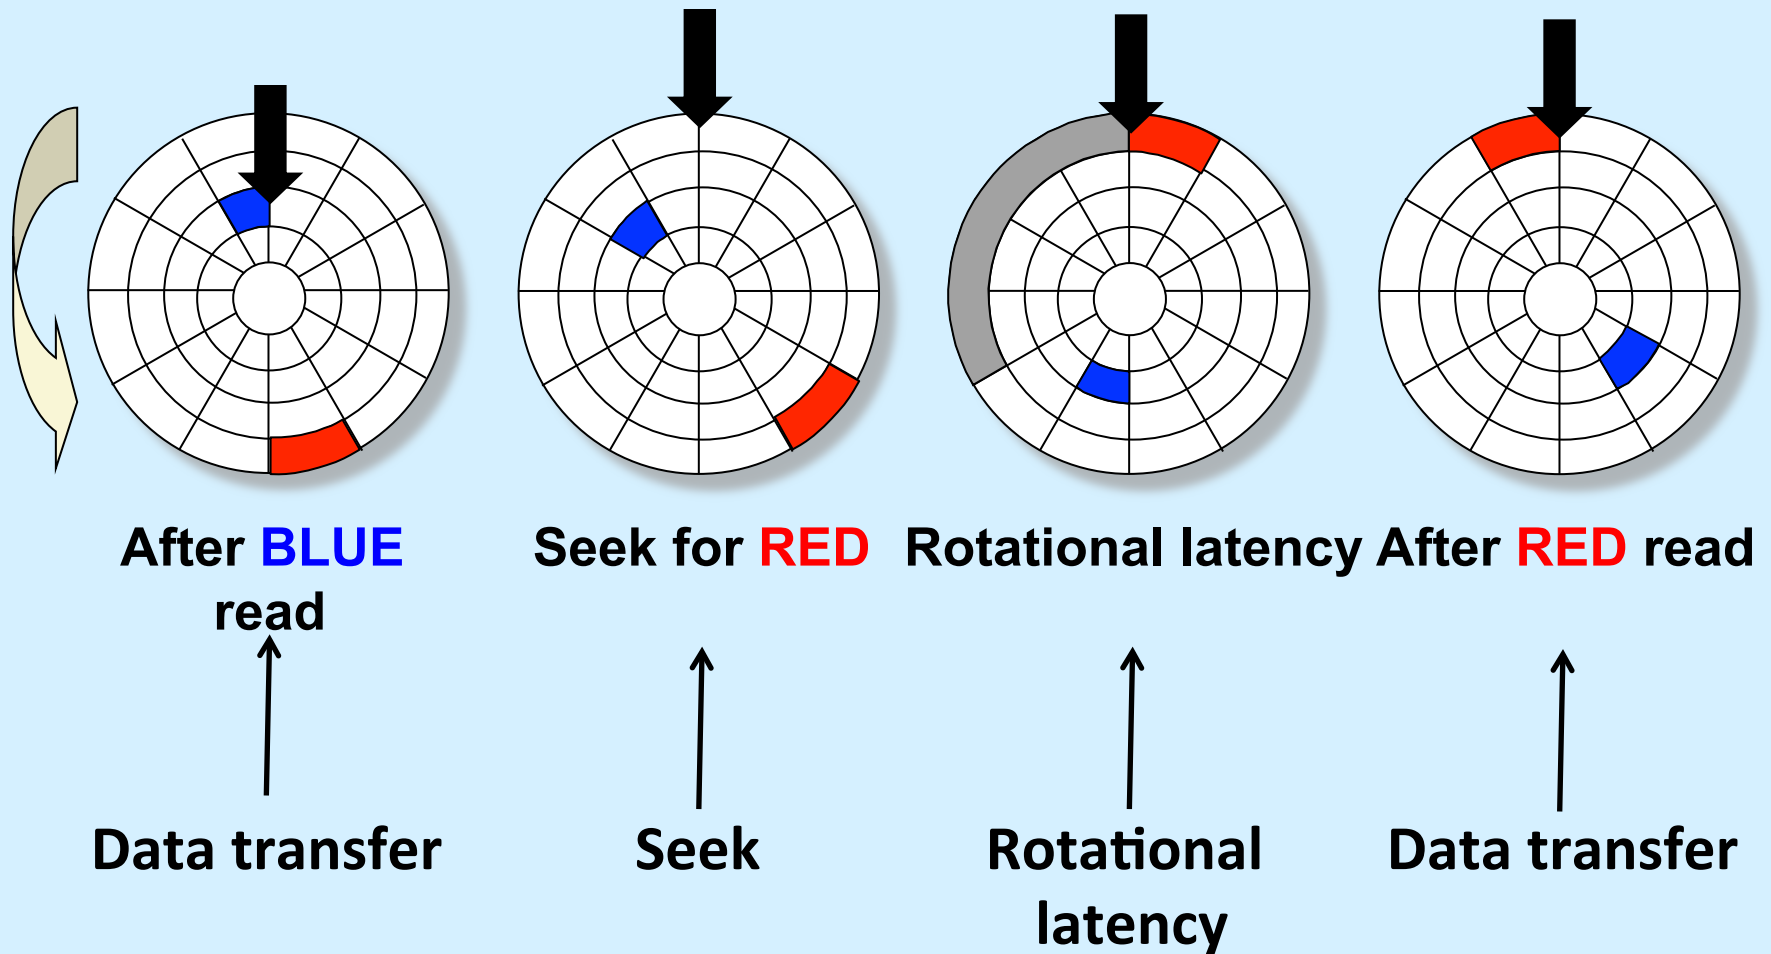 After BLUE
read
Seek for RED
Rotational latency
After RED read
Data transfer
Seek
Rotational
latency
Data transfer